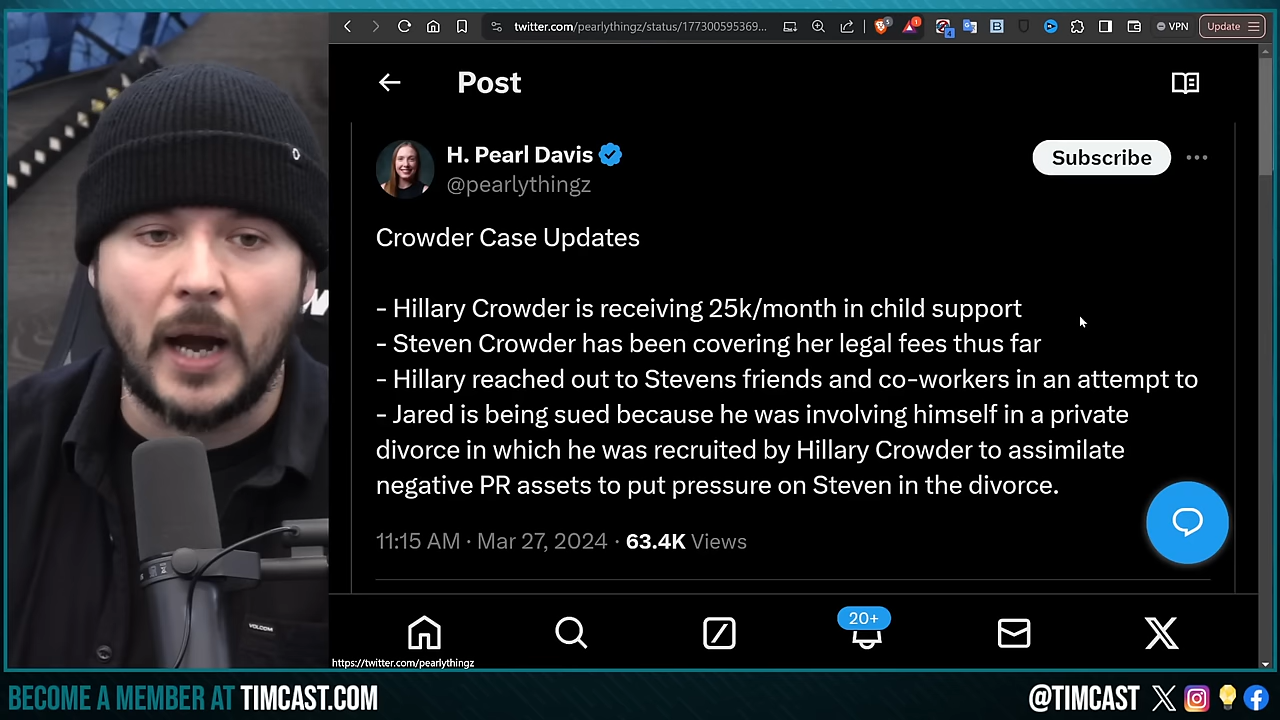 twitter.com/pearlythingz/status/177300595369...
VPN
Update
Post
H. Pearl Davis
@pearlythingz
Subscribe
Crowder Case Updates
- Hillary Crowder is receiving 25k/month in child support
- Steven Crowder has been covering her legal fees thus far
- Hillary reached out to Stevens friends and co-workers in an attempt to
- Jared is being sued because he was involving himself in a private
divorce in which he was recruited by Hillary Crowder to assimilate
negative PR assets to put pressure on Steven in the divorce.
11:15 AM · Mar 27, 2024 · 63.4K Views
20+
VOLCOM
https://twitter.com/pearlythingz
BECOME A MEMBER AT TIMCAST.COM
@TIMCAST